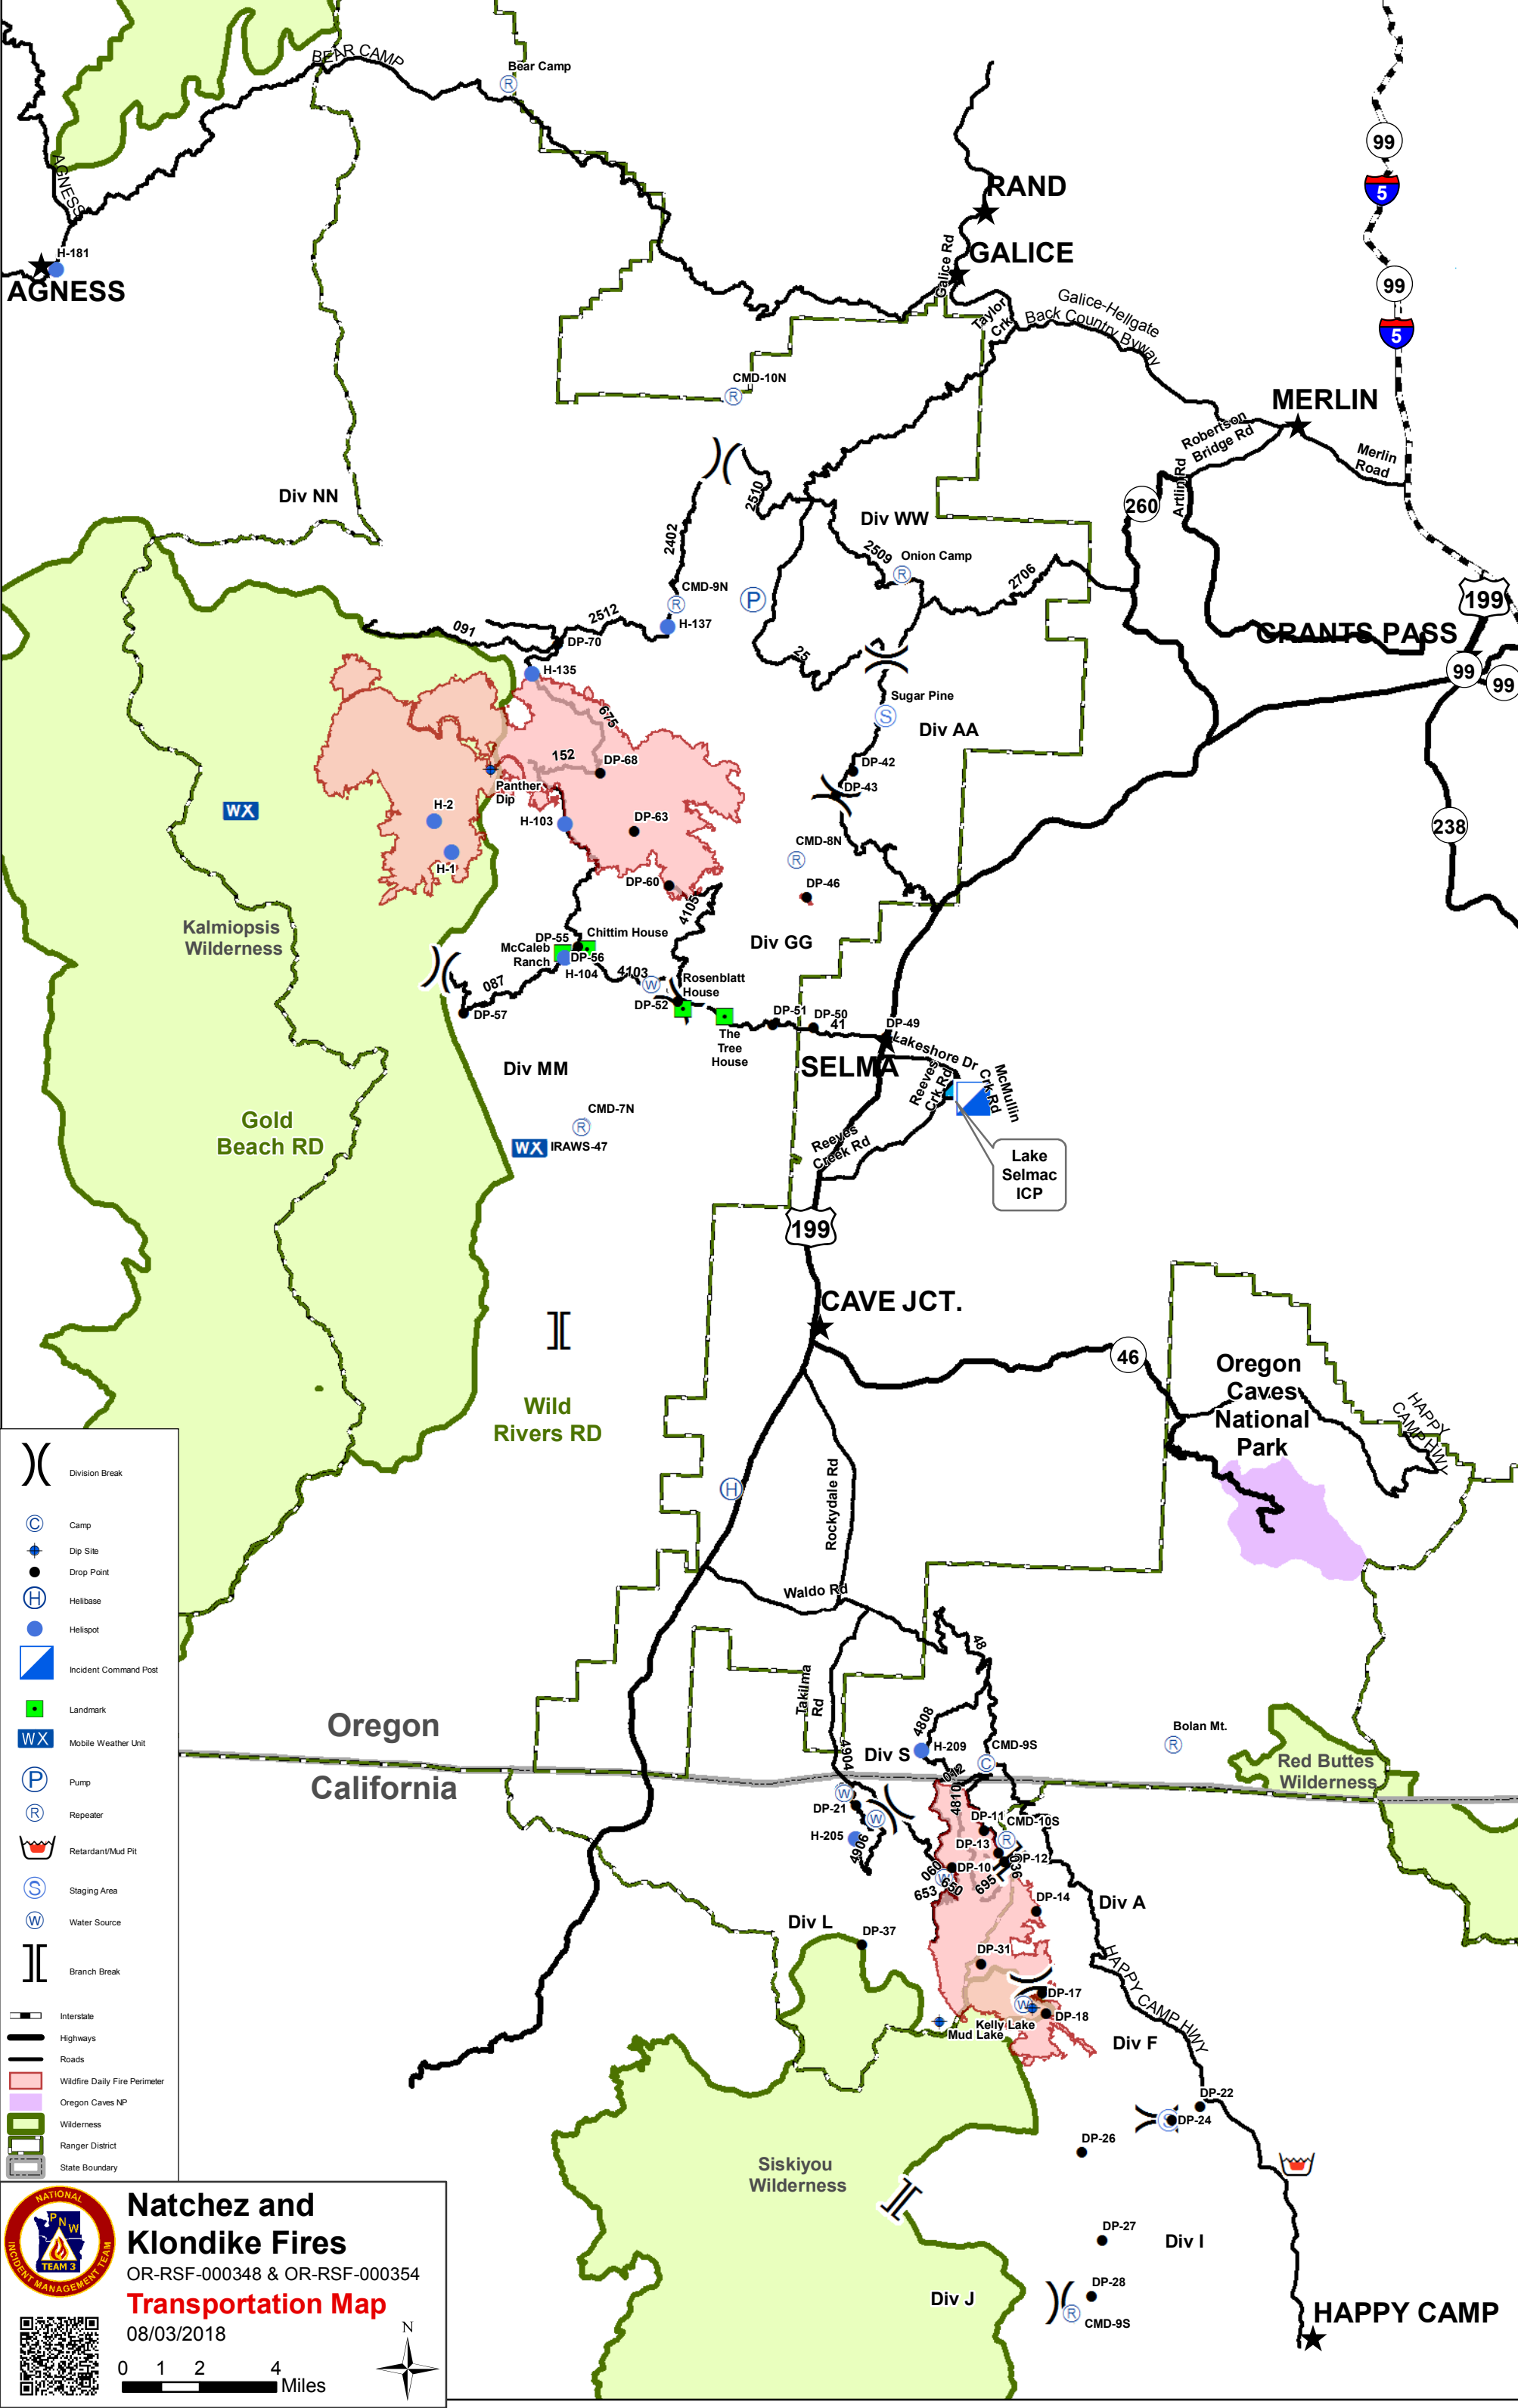 BEAR CAMP
Bear Camp
R
99
5
AGNESS
RAND
H-181
AGNESS
GALICE
Galice Rd
99
5
Taylor
Crk
Galice-Hellgate
Back Country Byway
CMD-10N
R
MERLIN
Robertson
Bridge Rd
Merlin
Road
Artlin Rd
260
Div NN
2510
2402
Div WW
2509
Onion Camp
R
2706
CMD-9N
R
P
H-137
199
GRANTS PASS
99
99
091
2512
DP-70
25
H-135
675
Sugar Pine
S
Div AA
152
DP-68
DP-42
DP-43
Panther
Dip
WX
H-2
H-103
DP-63
238
H-1
CMD-8N
R
DP-60
DP-46
4105
Kalmiopsis
Wilderness
DP-55
Chittim House
McCaleb
Ranch
DP-56
H-104
Div GG
087
4103
W
Rosenblatt
House
DP-52
DP-57
DP-51
DP-50
41
DP-49
The
Tree
House
SELMA
Lakeshore Dr
Reeves
Crk Rd
McMullin
Crk Rd
Div MM
Gold
Beach RD
CMD-7N
R
WX
IRAWS-47
Reeves
Creek Rd
Lake
Selmac
ICP
199
CAVE JCT.
46
Oregon
Caves
National
Park
HAPPY
CAMP HWY
Wild
Rivers RD
H
Rockydale Rd
Waldo Rd
48
Takilma
Rd
4808
Oregon
California
4904
Div S
H-209
CMD-9S
C
Bolan Mt.
R
Red Buttes
Wilderness
012
4810
W
DP-21
W
H-205
4906
DP-11
CMD-10S
R
DP-13
DP-12
036
DP-10
060
W
650
653
695
DP-14
Div A
Div L
DP-37
DP-31
HAPPY CAMP HWY
DP-17
W
DP-18
Kelly Lake
Mud Lake
Div F
DP-22
S
DP-24
DP-26
Siskiyou
Wilderness
DP-27
Div I
DP-28
R
CMD-9S
Div J
HAPPY CAMP
Division Break
C
Camp
Dip Site
Drop Point
H
Helibase
Helispot
Incident Command Post
Landmark
WX
Mobile Weather Unit
P
Pump
R
Repeater
Retardant/Mud Pit
S
Staging Area
W
Water Source
Branch Break
Interstate
Highways
Roads
Wildfire Daily Fire Perimeter
Oregon Caves NP
Wilderness
Ranger District
State Boundary
NATIONAL
PNW
TEAM 3
INCIDENT MANAGEMENT TEAM
Natchez and
Klondike Fires
OR-RSF-000348 & OR-RSF-000354
Transportation Map
08/03/2018
N
0 1 2 4
Miles